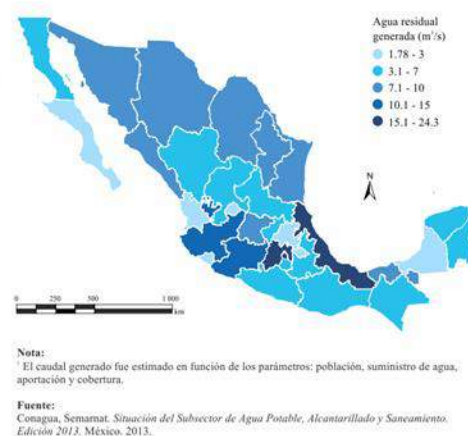 Agua residual
generada (m³/s)
1.78 - 3
3.1 - 7
7.1 - 10
10.1 - 15
15.1 - 24.3
N
0 250 500 1 000
km
Nota:
¹ El caudal generado fue estimado en función de los parámetros: población, suministro de agua,
aportación y cobertura.
Fuente:
Conagua, Semarnat. Situación del Subsector de Agua Potable, Alcantarillado y Saneamiento.
Edición 2013. México. 2013.